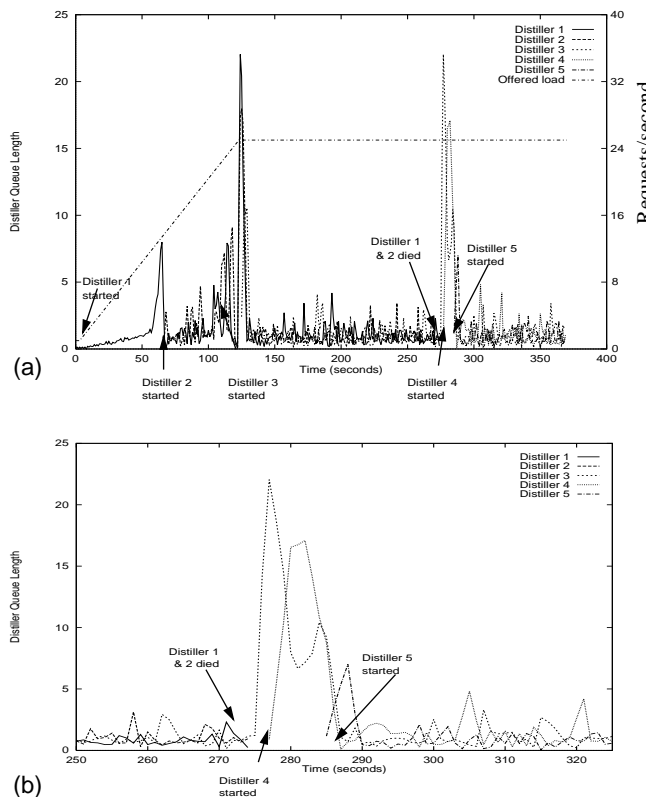 25
20
15
10
5
0
Distiller Queue Length
40
32
24
16
8
0
Requests/second
Distiller 1
Distiller 2
Distiller 3
Distiller 4
Distiller 5
Offered load
Distiller 1
started
Distiller 1
& 2 died
Distiller 5
started
0 50 100 150 200 250 300 350 400
Time (seconds)
Distiller 2
started
Distiller 3
started
Distiller 4
started
(a)
25
20
15
10
5
0
Distiller Queue Length
Distiller 1
Distiller 2
Distiller 3
Distiller 4
Distiller 5
Distiller 1
& 2 died
Distiller 5
started
250 260 270 280 290 300 310 320
Time (seconds)
Distiller 4
started
(b)